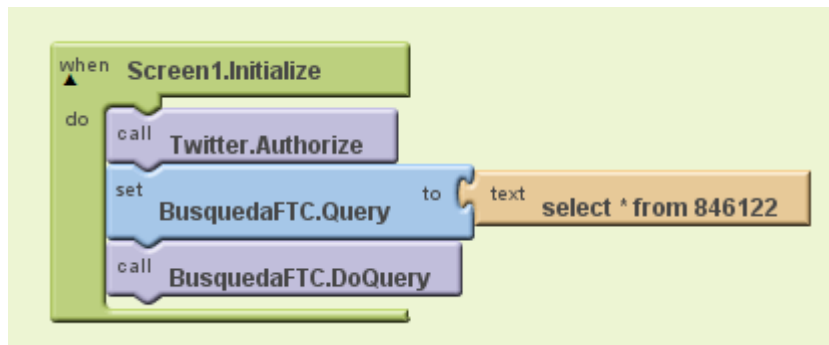 when Screen1.Initialize
do
call Twitter.Authorize
set BusquedaFTC.Query to text select * from 846122
call BusquedaFTC.DoQuery